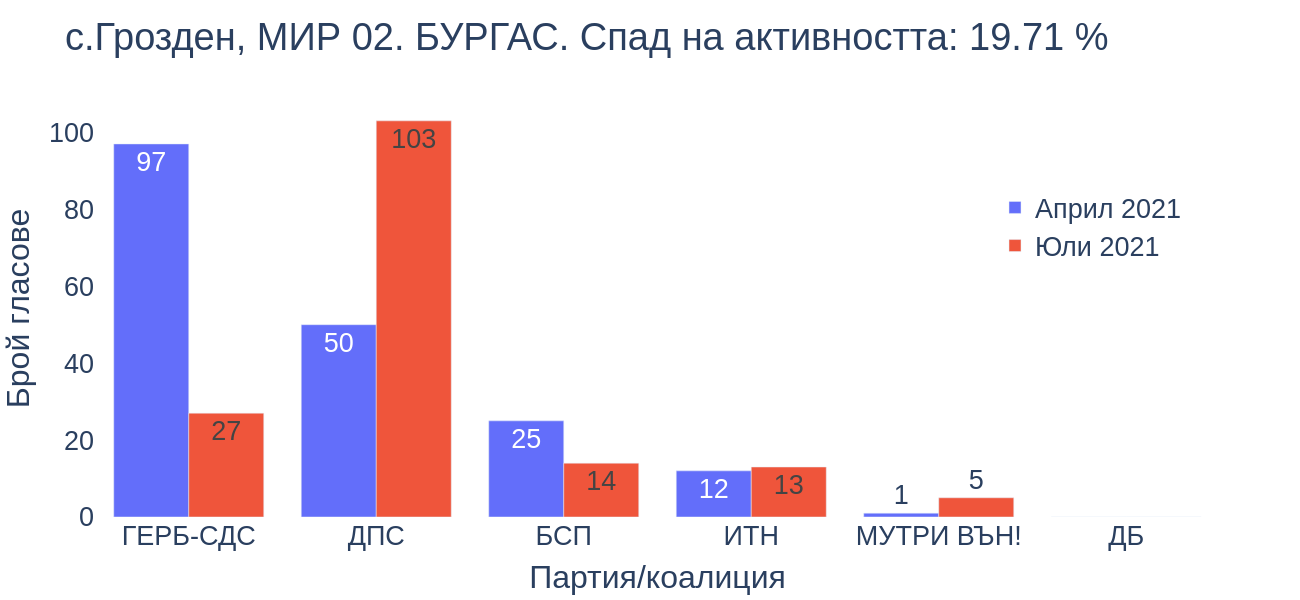 с.Грозден, МИР 02. БУРГАС. Спад на активността: 19.71 %
Брой гласове
100
80
60
40
20
0
97
27
50
103
25
14
12
13
1
5
ГЕРБ-СДС
ДПС
БСП
ИТН
МУТРИ ВЪН!
ДБ
Партия/коалиция
Април 2021
Юли 2021